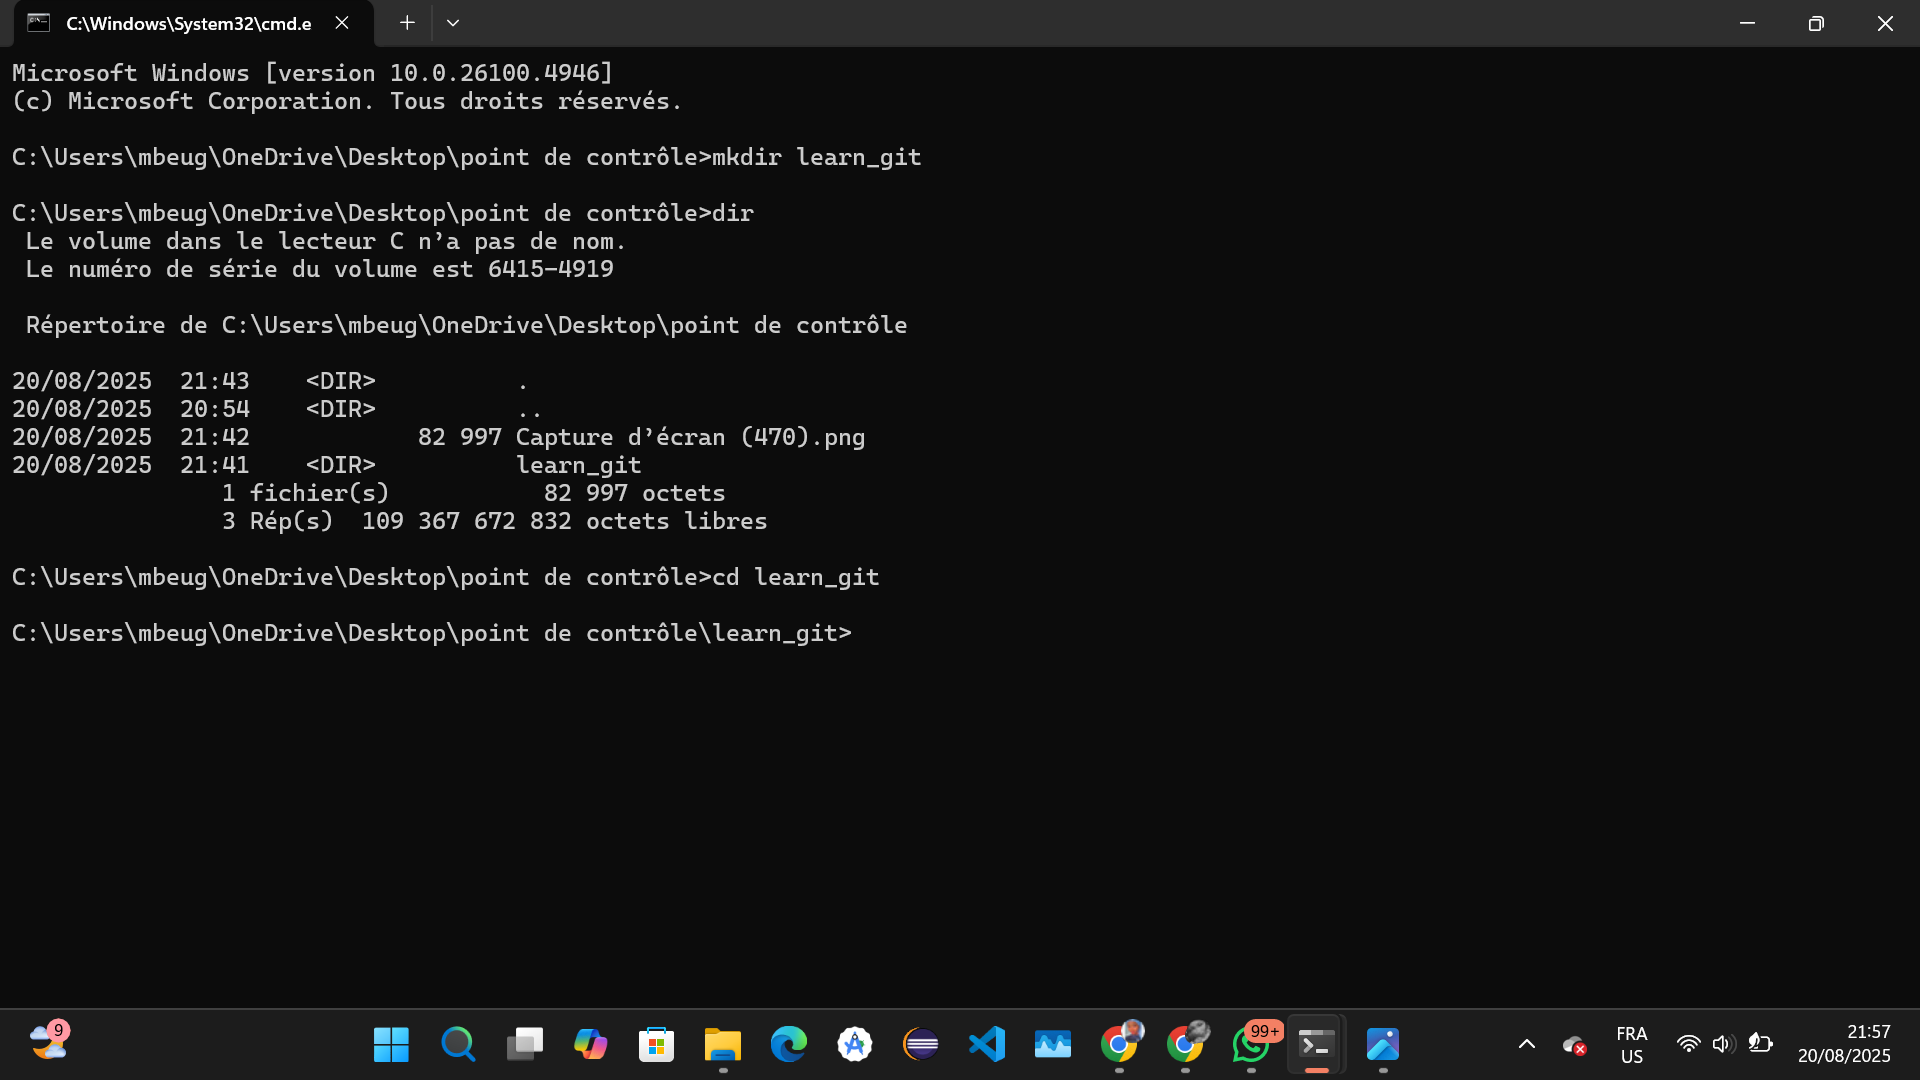 C:\Windows\System32\cmd.e
Microsoft Windows [version 10.0.26100.4946]
(c) Microsoft Corporation. Tous droits réservés.
C:\Users\mbeug\OneDrive\Desktop\point de contrôle>mkdir learn_git
C:\Users\mbeug\OneDrive\Desktop\point de contrôle>dir
Le volume dans le lecteur C n’a pas de nom.
Le numéro de série du volume est 6415-4919
Répertoire de C:\Users\mbeug\OneDrive\Desktop\point de contrôle
20/08/2025  21:43    <DIR>          .
20/08/2025  20:54    <DIR>          ..
20/08/2025  21:42            82 997 Capture d’écran (470).png
20/08/2025  21:41    <DIR>          learn_git
1 fichier(s)           82 997 octets
3 Rép(s)  109 367 672 832 octets libres
C:\Users\mbeug\OneDrive\Desktop\point de contrôle>cd learn_git
C:\Users\mbeug\OneDrive\Desktop\point de contrôle\learn_git>
9
99+
FRA
US
21:57
20/08/2025